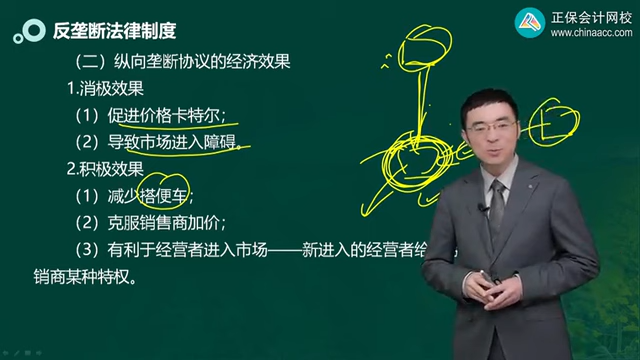 反垄断法律制度
正保会计网校
www.chinaacc.com
（二）纵向垄断协议的经济效果
1.消极效果
（1）促进价格卡特尔；
（2）导致市场进入障碍。
2.积极效果
（1）减少搭便车；
（2）克服销售商加价；
（3）有利于经营者进入市场——新进入的经营者给
销商某种特权。